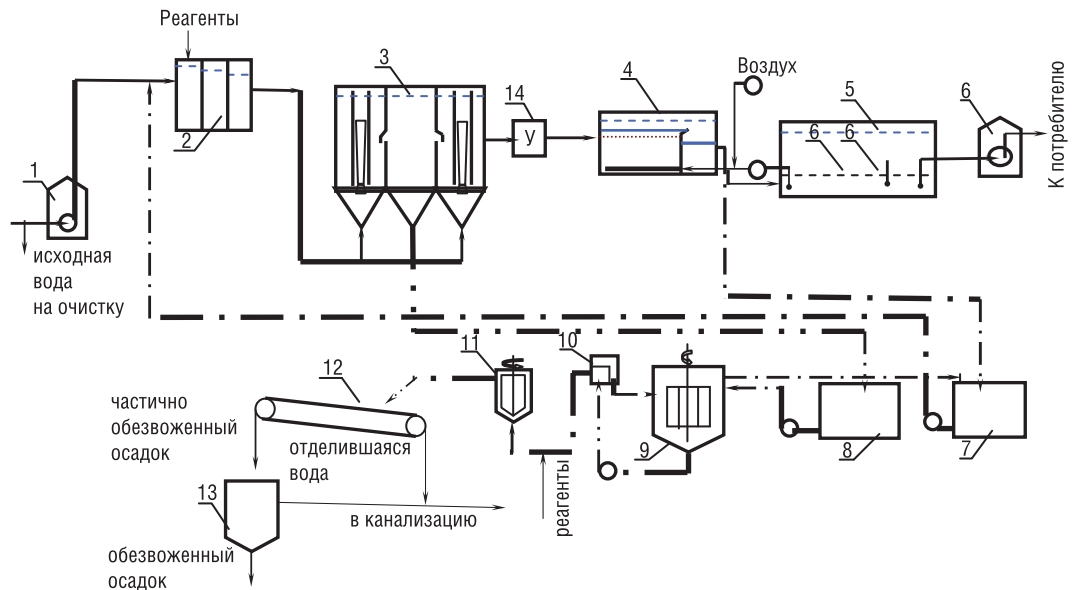 Реагенты
3
4
Воздух
5
6
14
У
2
6
6
К потребителю
1
исходная
вода
на очистку
11
10
12
частично
обезвоженный
осадок
отделившаяся
вода
9
8
7
реагенты
13
в канализацию
обезвоженный
осадок